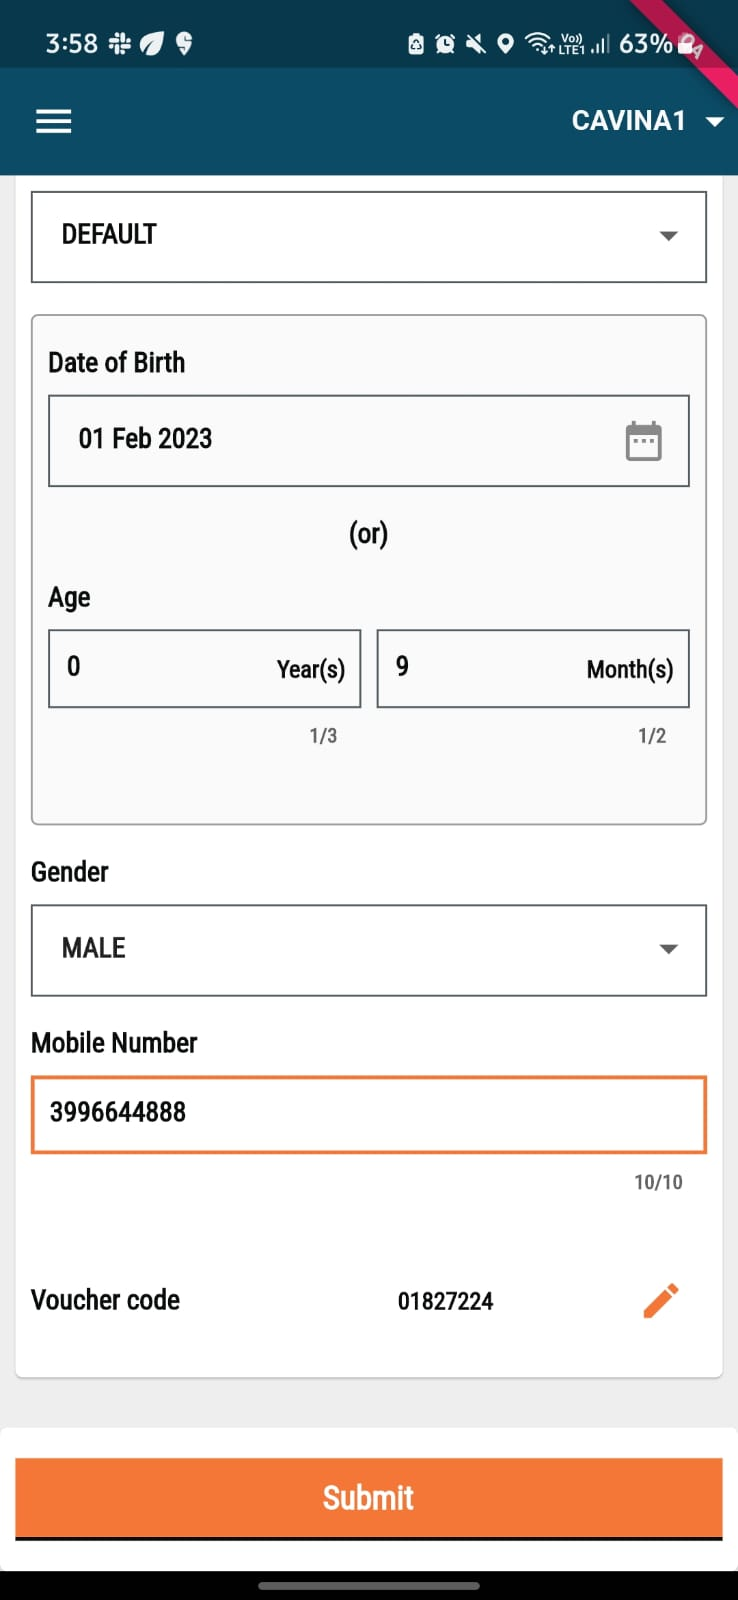 3:58 Vo)) LTE1 63%
CAVINA1
DEFAULT
Date of Birth
01 Feb 2023
(or)
Age
0 Year(s) 9 Month(s)
1/3 1/2
Gender
MALE
Mobile Number
3996644888
10/10
Voucher code 01827224
Submit